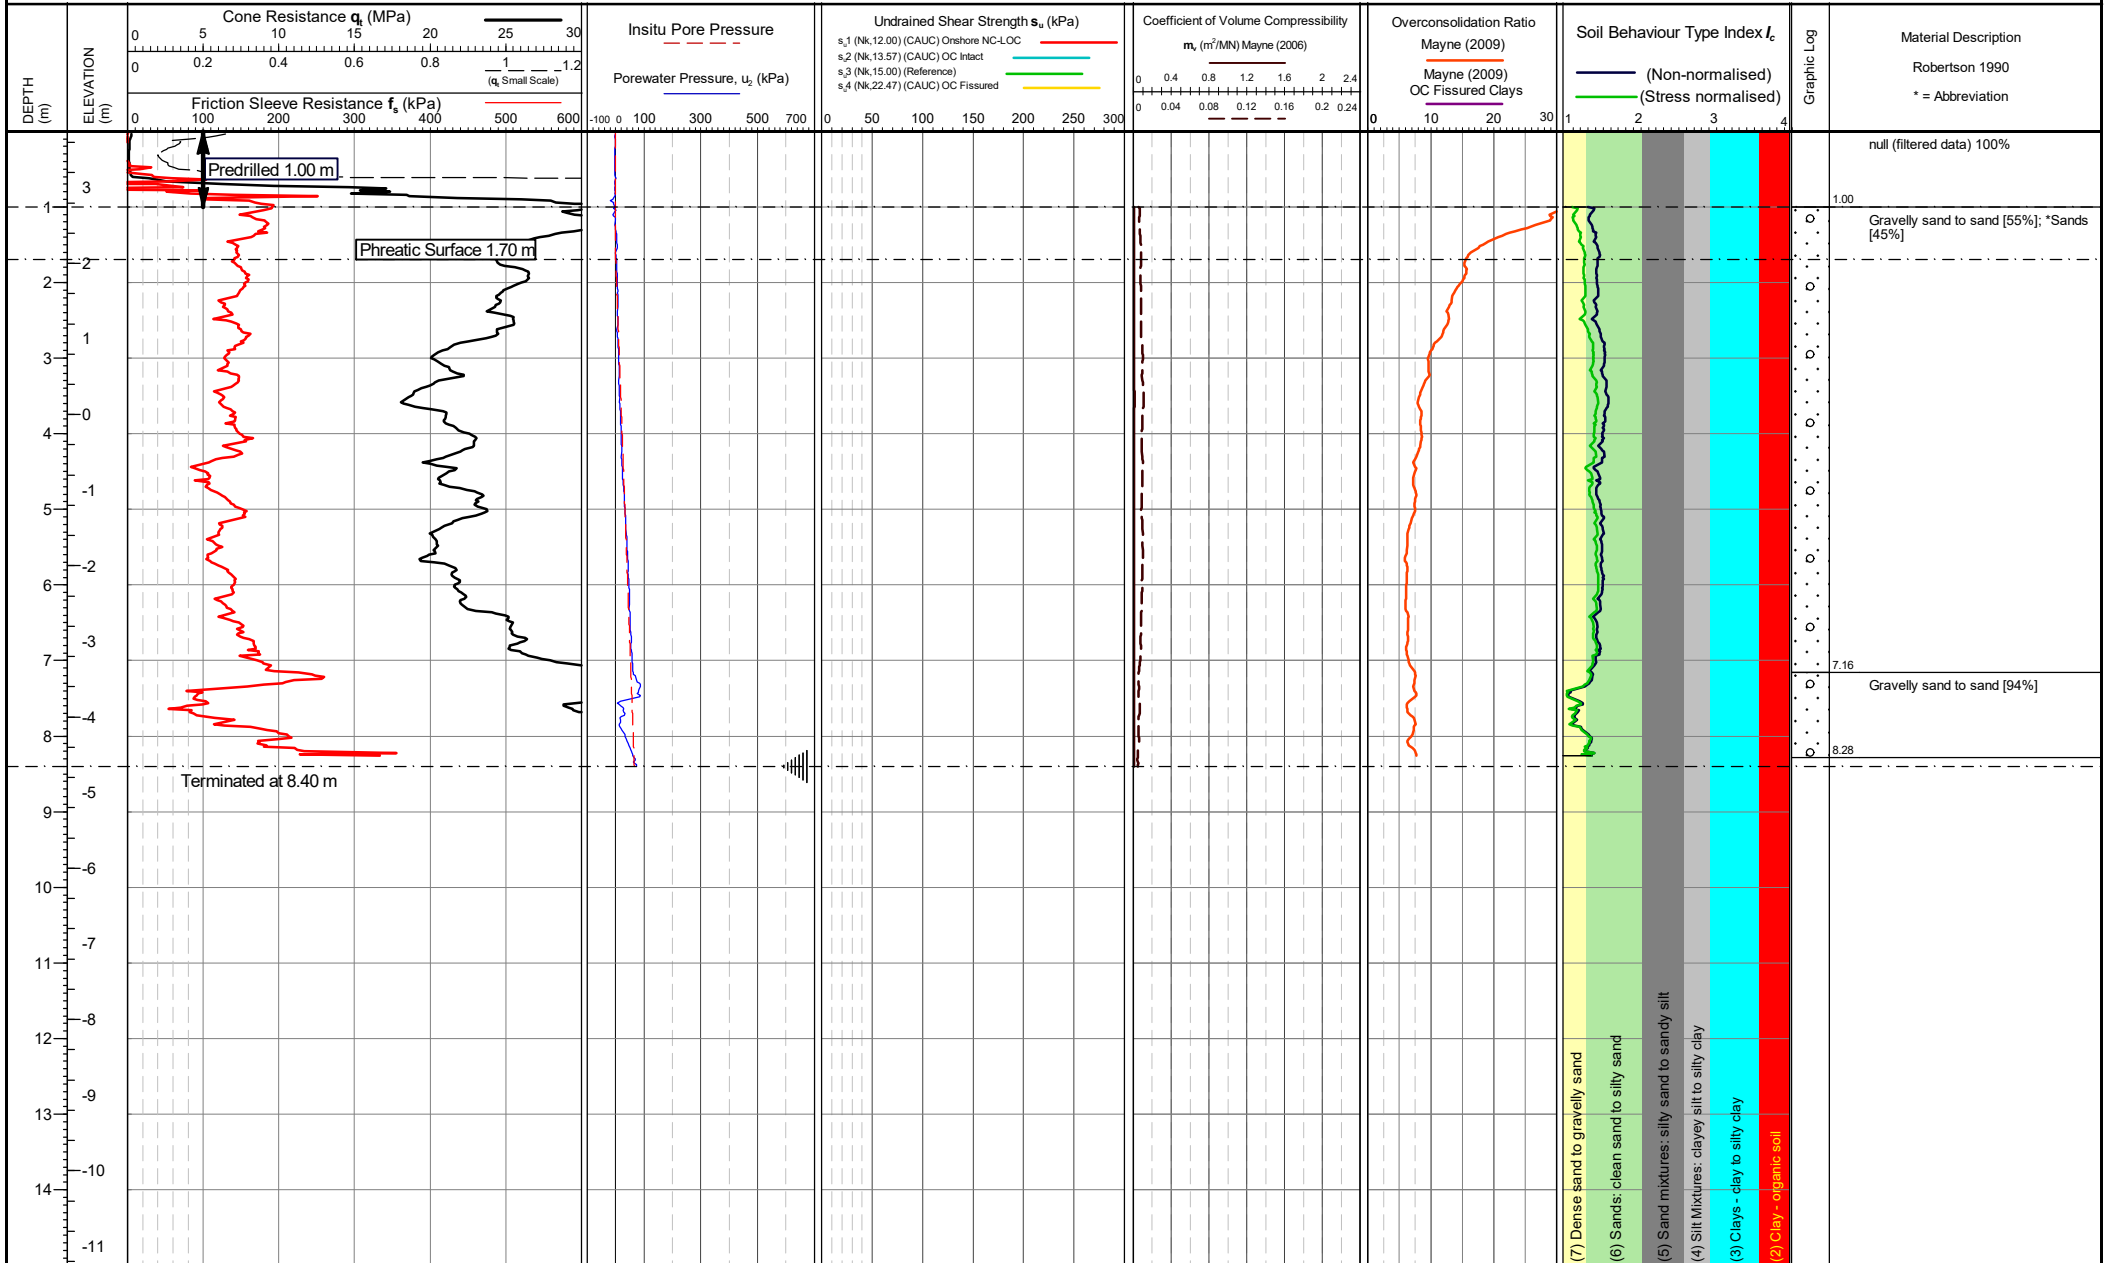 DEPTH
(m)
ELEVATION
(m)
Cone Resistance qt (MPa)
0 5 10 15 20 25 30
0 0.2 0.4 0.6 0.8 1 1.2
(qt Small Scale)
Friction Sleeve Resistance fs (kPa)
0 100 200 300 400 500 600
Insitu Pore Pressure
Porewater Pressure, u2 (kPa)
-100 0 100 300 500 700
Undrained Shear Strength su (kPa)
su1 (Nk,12.00) (CAUC) Onshore NC-LOC
su2 (Nk,13.57) (CAUC) OC Intact
su3 (Nk,15.00) (Reference)
su4 (Nk,22.47) (CAUC) OC Fissured
0 50 100 150 200 250 300
Coefficient of Volume Compressibility
mv (m2/MN) Mayne (2006)
0 0.4 0.8 1.2 1.6 2 2.4
0 0.04 0.08 0.12 0.16 0.2 0.24
Overconsolidation Ratio
Mayne (2009)
Mayne (2009)
OC Fissured Clays
0 10 20 30
Soil Behaviour Type Index Ic
(Non-normalised)
(Stress normalised)
1 2 3 4
Graphic Log
Material Description
Robertson 1990
* = Abbreviation
null (filtered data) 100%
Predrilled 1.00 m
3
1
1.00
Gravelly sand to sand [55%]; *Sands
[45%]
Phreatic Surface 1.70 m
2
2
1
3
0
4
-1
5
-2
6
-3
7
7.16
Gravelly sand to sand [94%]
-4
8
8.28
Terminated at 8.40 m
-5
9
-6
10
-7
11
-8
12
-9
13
-10
14
-11
(7) Dense sand to gravelly sand
(6) Sands: clean sand to silty sand
(5) Sand mixtures: silty sand to sandy silt
(4) Silt Mixtures: clayey silt to silty clay
(3) Clays - clay to silty clay
(2) Clay - organic soil